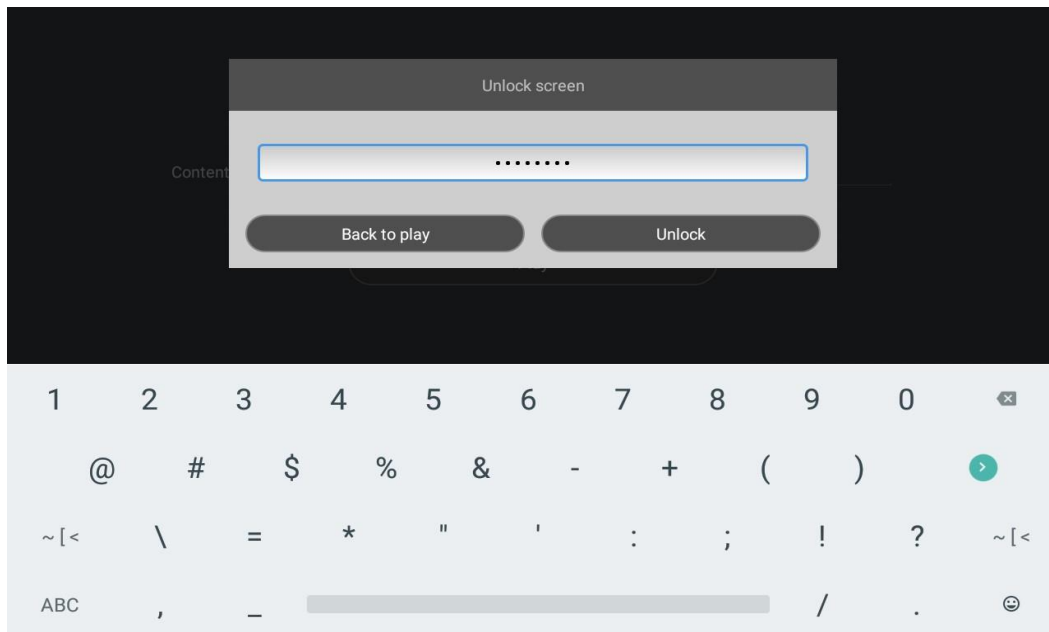 Unlock screen
Content
••••••••
Back to play
Unlock
1 2 3 4 5 6 7 8 9 0
@ # $ % & - + ( )
~ [ < \ = * " ' : ; ! ? ~ [ <
ABC , _ / .